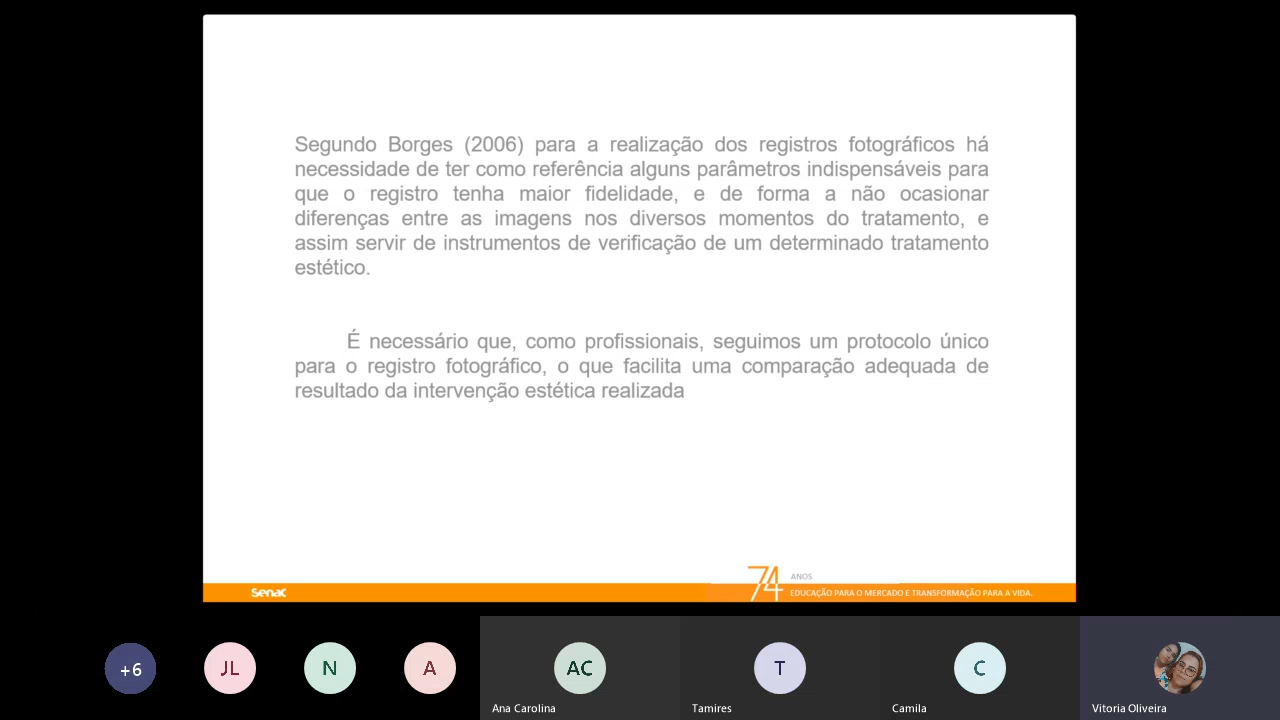 Segundo Borges (2006) para a realização dos registros fotográficos há
necessidade de ter como referência alguns parâmetros indispensáveis para
que o registro tenha maior fidelidade, e de forma a não ocasionar
diferenças entre as imagens nos diversos momentos do tratamento, e
assim servir de instrumentos de verificação de um determinado tratamento
estético.
É necessário que, como profissionais, seguimos um protocolo único
para o registro fotográfico, o que facilita uma comparação adequada de
resultado da intervenção estética realizada
senac
74 ANOS
EDUCAÇÃO PARA O MERCADO E TRANSFORMAÇÃO PARA A VIDA.
+6
JL
N
A
AC
T
C
Ana Carolina
Tamires
Camila
Vitoria Oliveira